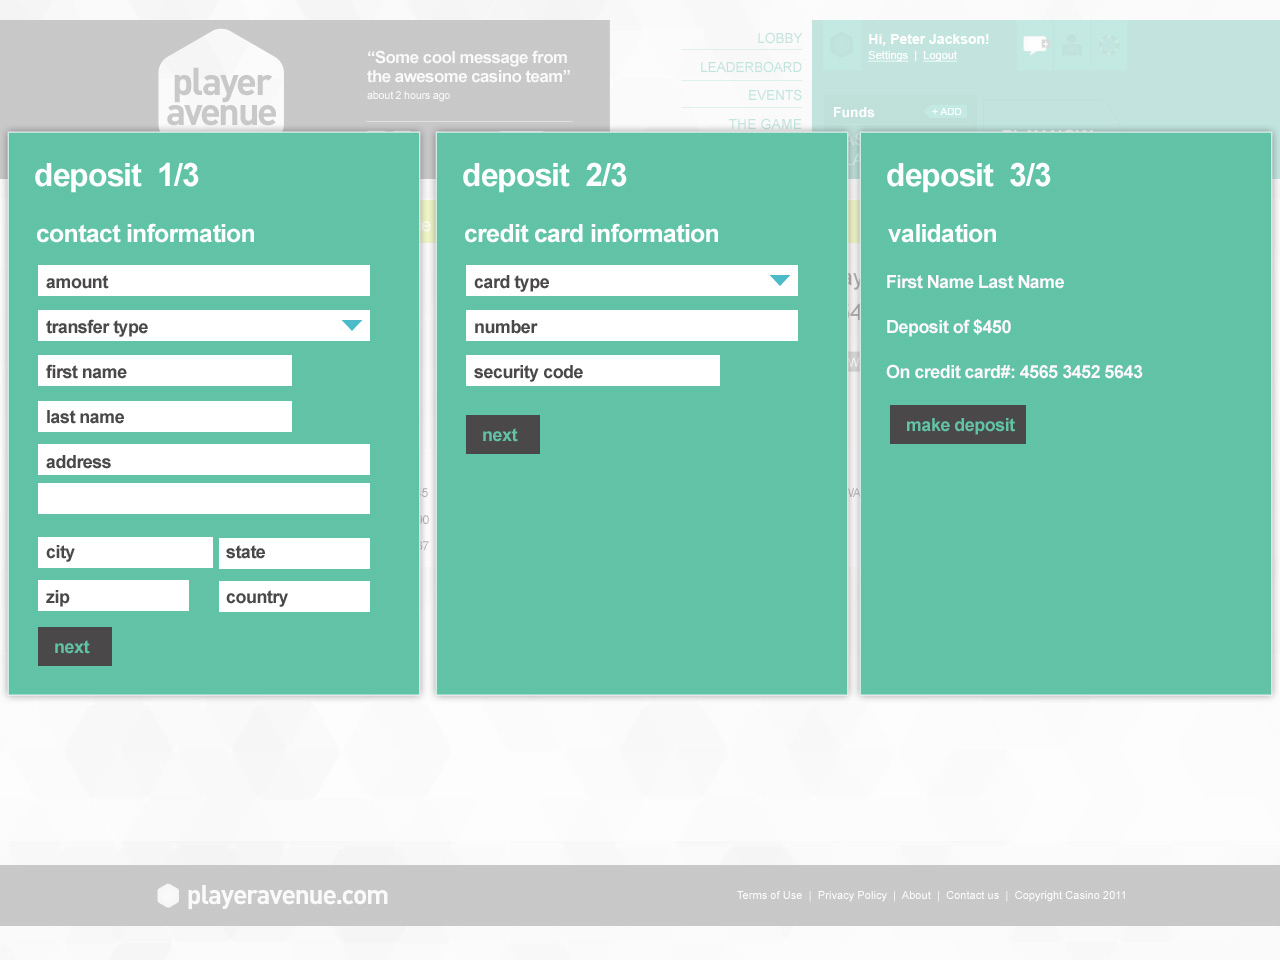 player
avenue
“Some cool message from
the awesome casino team”
about 2 hours ago
LOBBY
LEADERBOARD
EVENTS
THE GAME
Hi, Peter Jackson!
Settings | Logout
Funds
+ ADD
deposit 1/3
contact information
amount
transfer type
first name
last name
address
city
state
zip
country
next
deposit 2/3
credit card information
card type
number
security code
next
deposit 3/3
validation
First Name Last Name
Deposit of $450
On credit card#: 4565 3452 5643
make deposit
playeravenue.com
Terms of Use | Privacy Policy | About | Contact us | Copyright Casino 2011